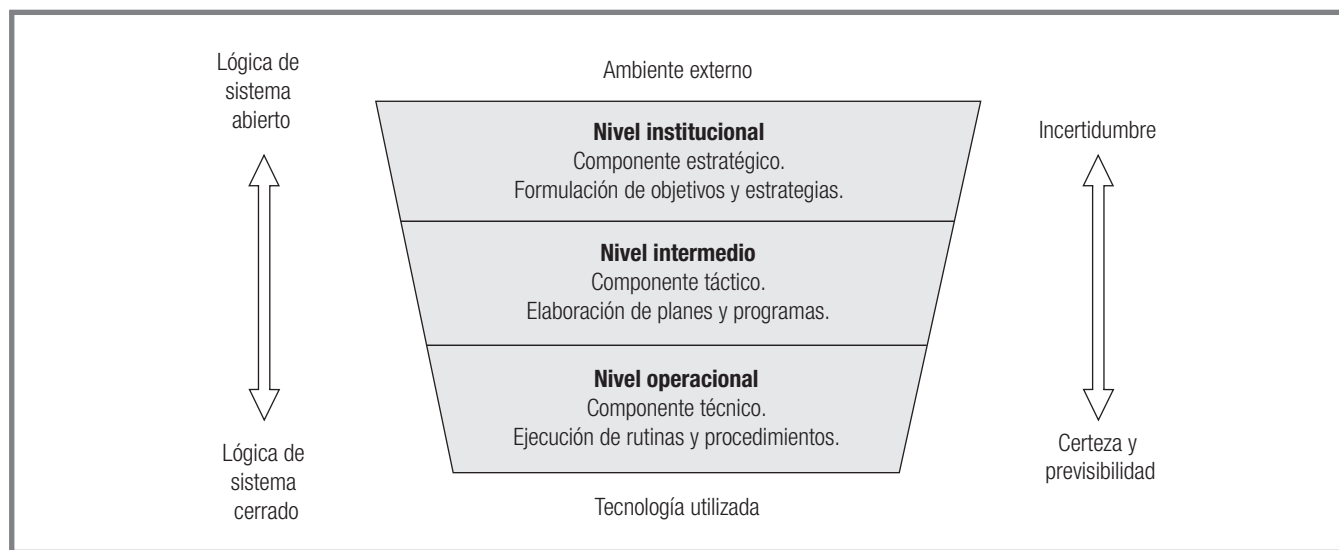 Lógica de
sistema
abierto
Ambiente externo
Nivel institucional
Componente estratégico.
Formulación de objetivos y estrategias.
Incertidumbre
Nivel intermedio
Componente táctico.
Elaboración de planes y programas.
Nivel operacional
Componente técnico.
Ejecución de rutinas y procedimientos.
Lógica de
sistema
cerrado
Certeza y
previsibilidad
Tecnología utilizada